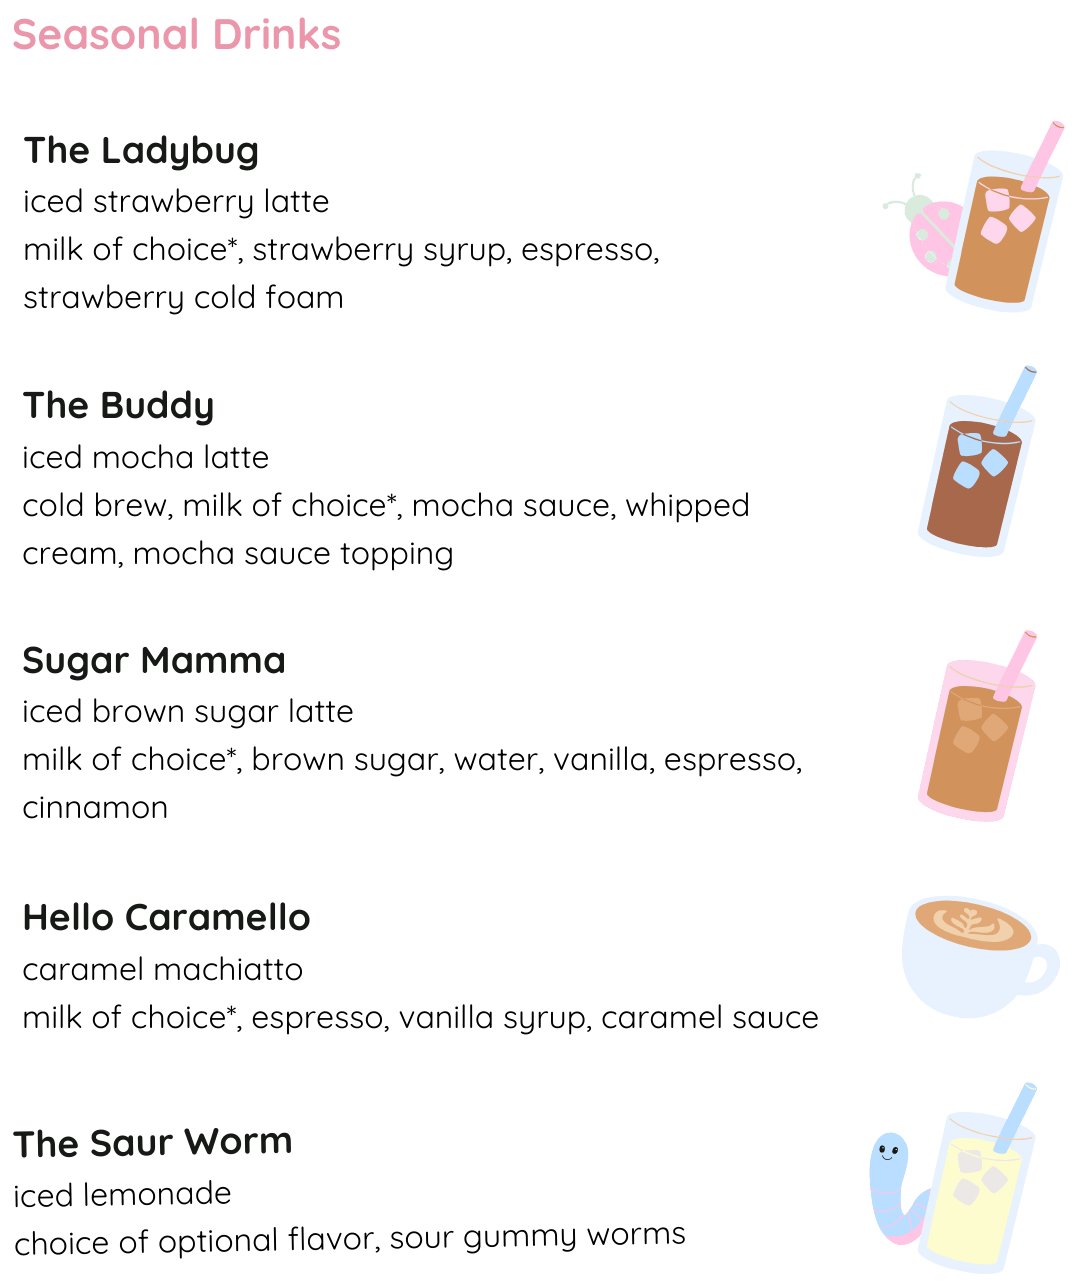 Seasonal Drinks
The Ladybug
iced strawberry latte
milk of choice*, strawberry syrup, espresso,
strawberry cold foam
The Buddy
iced mocha latte
cold brew, milk of choice*, mocha sauce, whipped
cream, mocha sauce topping
Sugar Mamma
iced brown sugar latte
milk of choice*, brown sugar, water, vanilla, espresso,
cinnamon
Hello Caramello
caramel machiatto
milk of choice*, espresso, vanilla syrup, caramel sauce
The Saur Worm
iced lemonade
choice of optional flavor, sour gummy worms